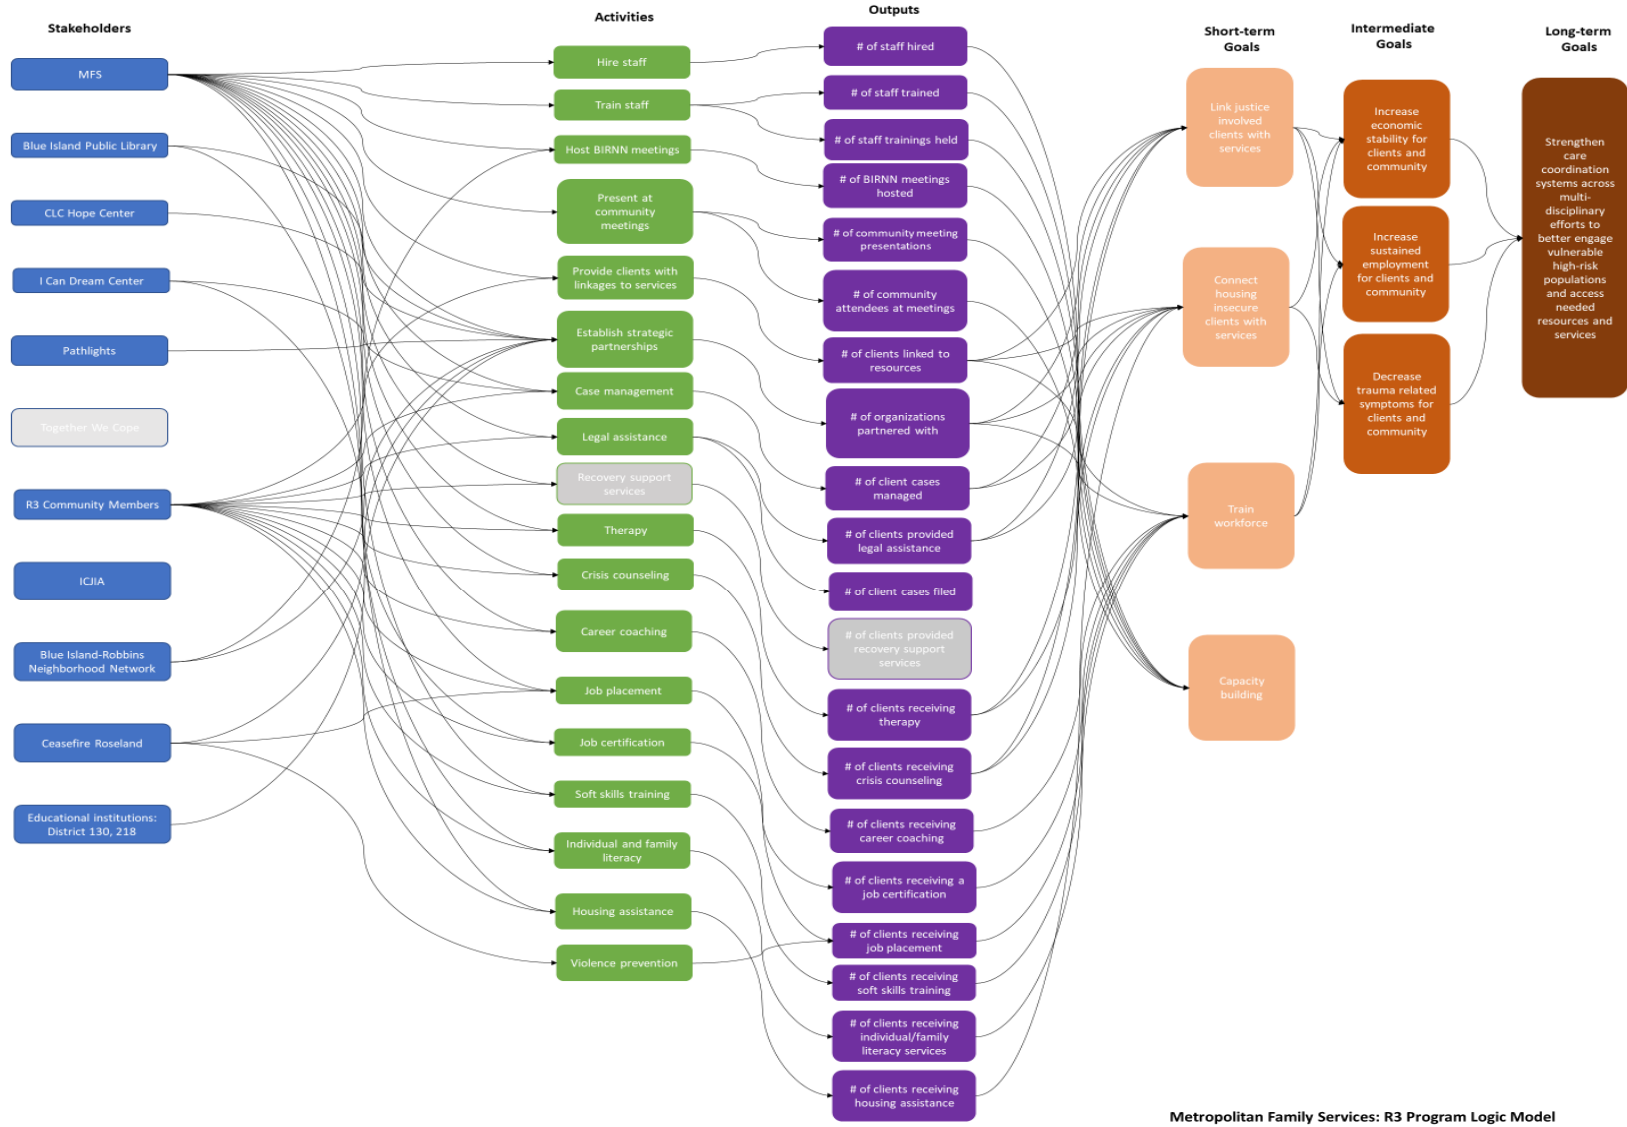 Stakeholders
MFS
Blue Island Public Library
CLC Hope Center
I Can Dream Center
Pathlights
Together We Cope
R3 Community Members
ICJIA
Blue Island-Robbins
Neighborhood Network
Ceasefire Roseland
Educational institutions:
District 130, 218
Activities
Hire staff
Train staff
Host BIRNN meetings
Present at
community
meetings
Provide clients with
linkages to services
Establish strategic
partnerships
Case management
Legal assistance
Recovery support
services
Therapy
Crisis counseling
Career coaching
Job placement
Job certification
Soft skills training
Individual and family
literacy
Housing assistance
Violence prevention
Outputs
# of staff hired
# of staff trained
# of staff trainings held
# of BIRNN meetings
hosted
# of community meeting
presentations
# of community
attendees at meetings
# of clients linked to
resources
# of organizations
partnered with
# of client cases
managed
# of clients provided
legal assistance
# of client cases filed
# of clients provided
recovery support
services
# of clients receiving
therapy
# of clients receiving
crisis counseling
# of clients receiving
career coaching
# of clients receiving a
job certification
# of clients receiving
job placement
# of clients receiving
soft skills training
# of clients receiving
individual/family
literacy services
# of clients receiving
housing assistance
Short-term
Goals
Link justice
involved
clients with
services
Connect
housing
insecure
clients with
services
Train
workforce
Capacity
building
Intermediate
Goals
Increase
economic
stability for
clients and
community
Increase
sustained
employment
for clients and
community
Decrease
trauma related
symptoms for
clients and
community
Long-term
Goals
Strengthen
care
coordination
systems across
multi-
disciplinary
efforts to
better engage
vulnerable
high-risk
populations
and access
needed
resources and
services
Metropolitan Family Services: R3 Program Logic Model